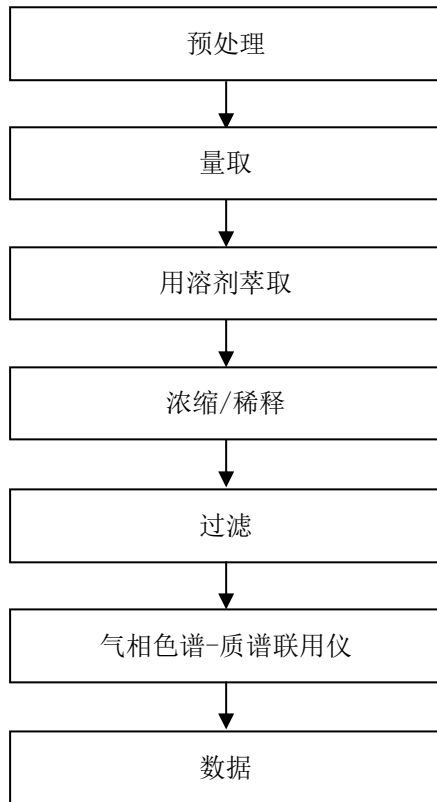 预处理
量取
用溶剂萃取
浓缩/稀释
过滤
气相色谱-质谱联用仪
数据